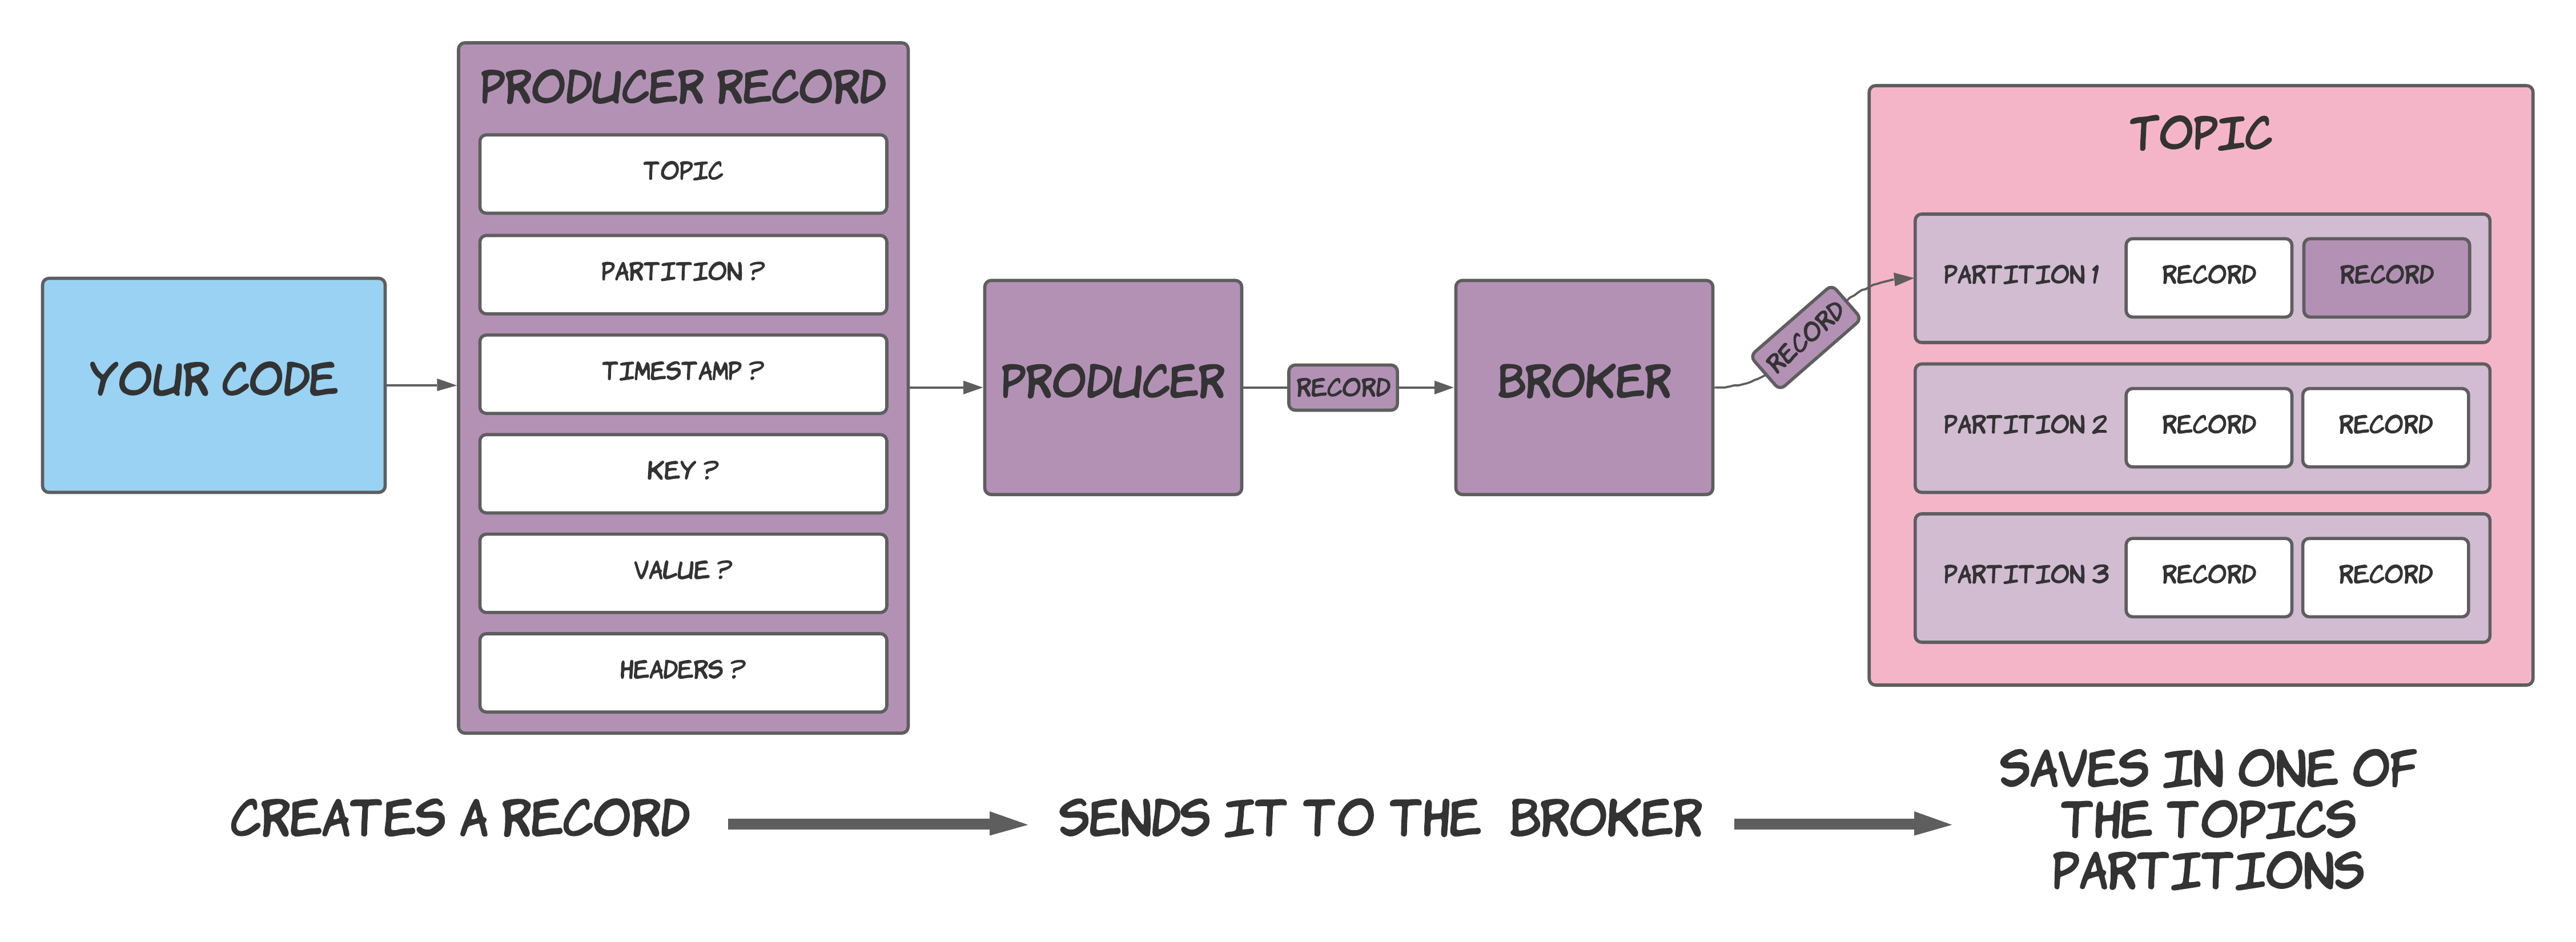 YOUR CODE
PRODUCER RECORD
TOPIC
PARTITION ?
TIMESTAMP ?
KEY ?
VALUE ?
HEADERS ?
PRODUCER
RECORD
BROKER
RECORD
TOPIC
PARTITION 1 RECORD RECORD
PARTITION 2 RECORD RECORD
PARTITION 3 RECORD RECORD
CREATES A RECORD
SENDS IT TO THE BROKER
SAVES IN ONE OF
THE TOPICS
PARTITIONS